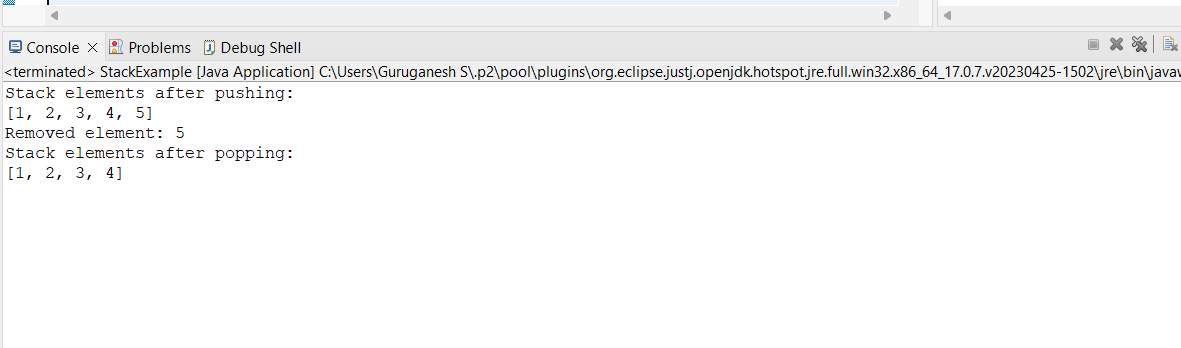 Console Problems Debug Shell
<terminated> StackExample [Java Application] C:\Users\Guruganesh S\.p2\pool\plugins\org.eclipse.justj.openjdk.hotspot.jre.full.win32.x86_64_17.0.7.v20230425-1502\jre\bin\javaw
Stack elements after pushing:
[1, 2, 3, 4, 5]
Removed element: 5
Stack elements after popping:
[1, 2, 3, 4]